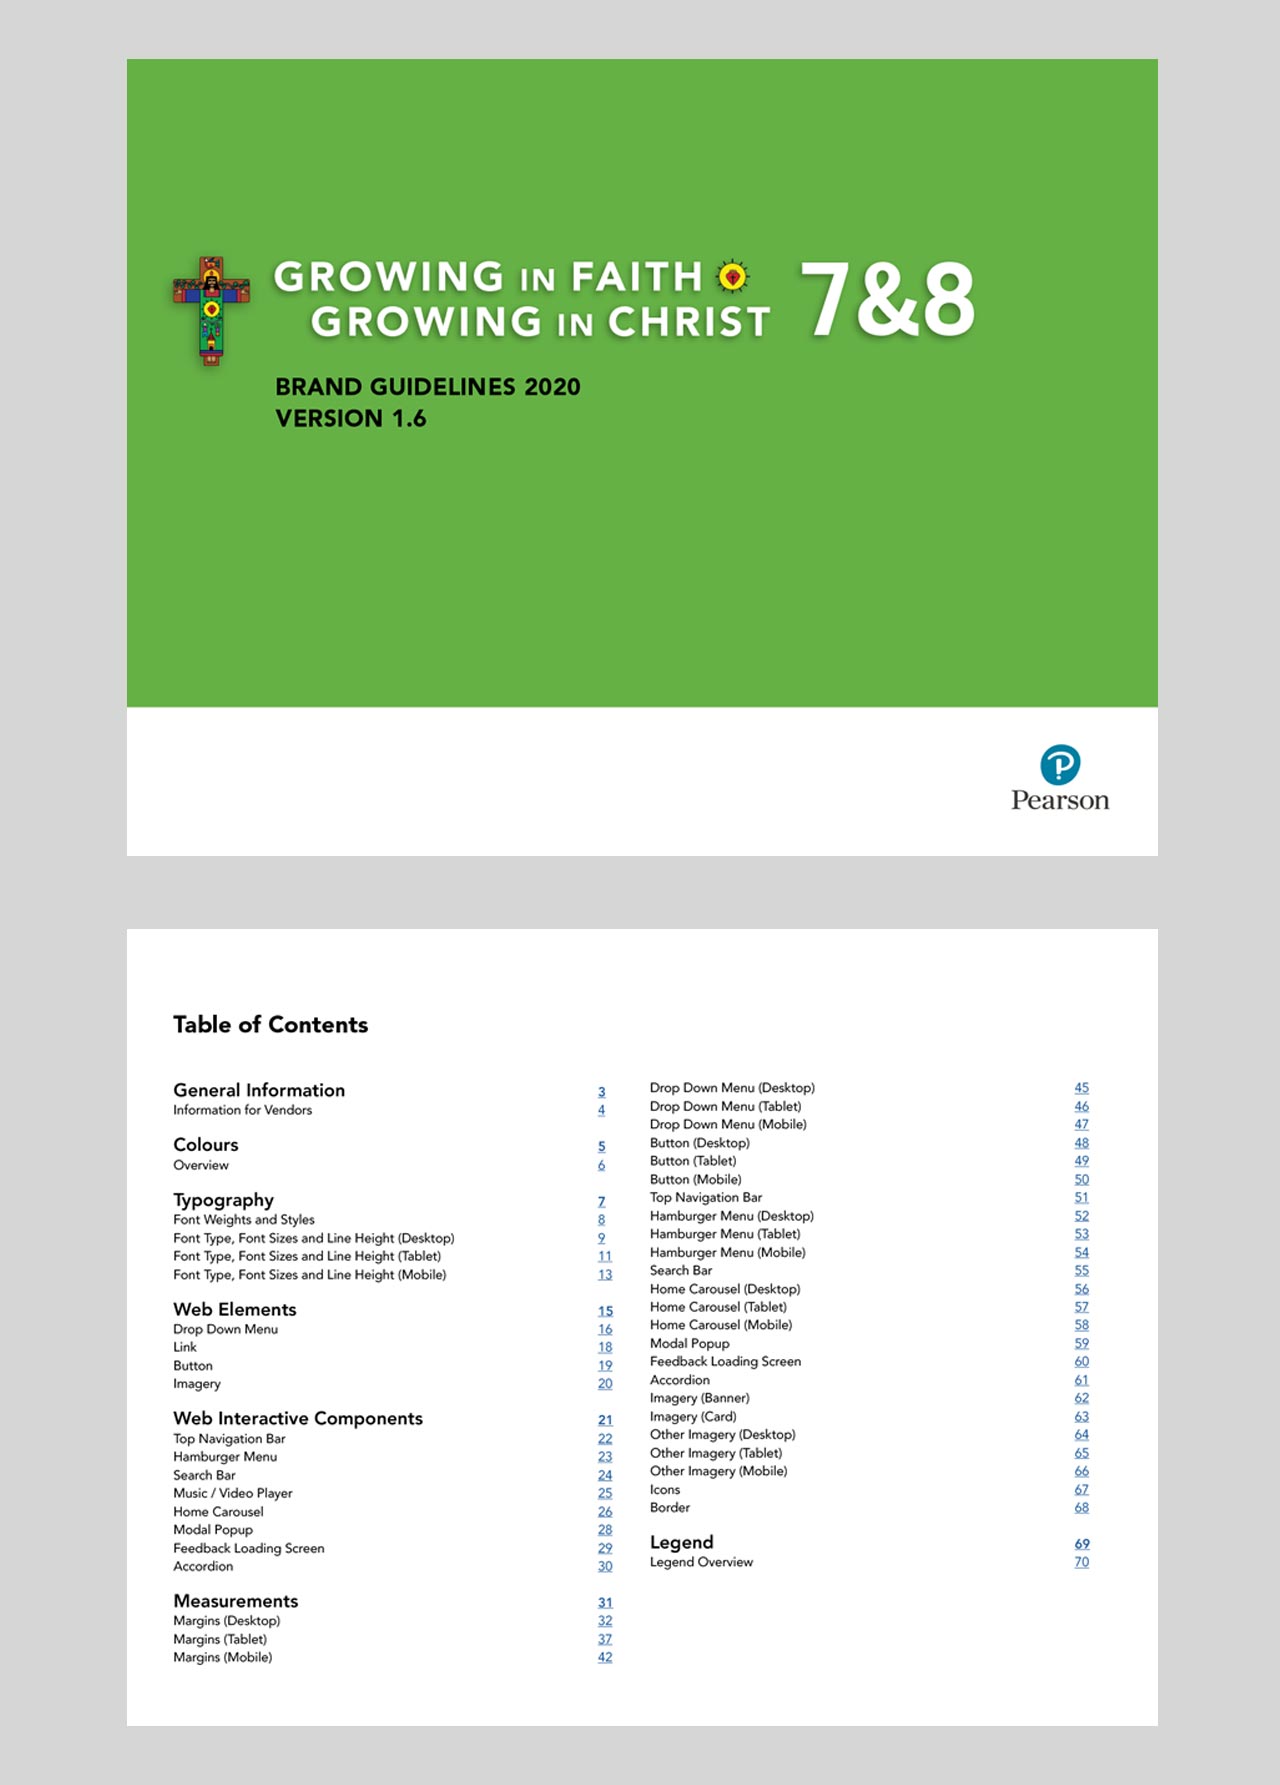 GROWING IN FAITH
GROWING IN CHRIST
7&8
BRAND GUIDELINES 2020
VERSION 1.6
Pearson
Table of Contents
General Information 3
Information for Vendors 4
Colours 5
Overview 6
Typography 7
Font Weights and Styles 8
Font Type, Font Sizes and Line Height (Desktop) 9
Font Type, Font Sizes and Line Height (Tablet) 11
Font Type, Font Sizes and Line Height (Mobile) 13
Web Elements 15
Drop Down Menu 16
Link 18
Button 19
Imagery 20
Web Interactive Components 21
Top Navigation Bar 22
Hamburger Menu 23
Search Bar 24
Music / Video Player 25
Home Carousel 26
Modal Popup 28
Feedback Loading Screen 29
Accordion 30
Measurements 31
Margins (Desktop) 32
Margins (Tablet) 37
Margins (Mobile) 42
Drop Down Menu (Desktop) 45
Drop Down Menu (Tablet) 46
Drop Down Menu (Mobile) 47
Button (Desktop) 48
Button (Tablet) 49
Button (Mobile) 50
Top Navigation Bar 51
Hamburger Menu (Desktop) 52
Hamburger Menu (Tablet) 53
Hamburger Menu (Mobile) 54
Search Bar 55
Home Carousel (Desktop) 56
Home Carousel (Tablet) 57
Home Carousel (Mobile) 58
Modal Popup 59
Feedback Loading Screen 60
Accordion 61
Imagery (Banner) 62
Imagery (Card) 63
Other Imagery (Desktop) 64
Other Imagery (Tablet) 65
Other Imagery (Mobile) 66
Icons 67
Border 68
Legend 69
Legend Overview 70